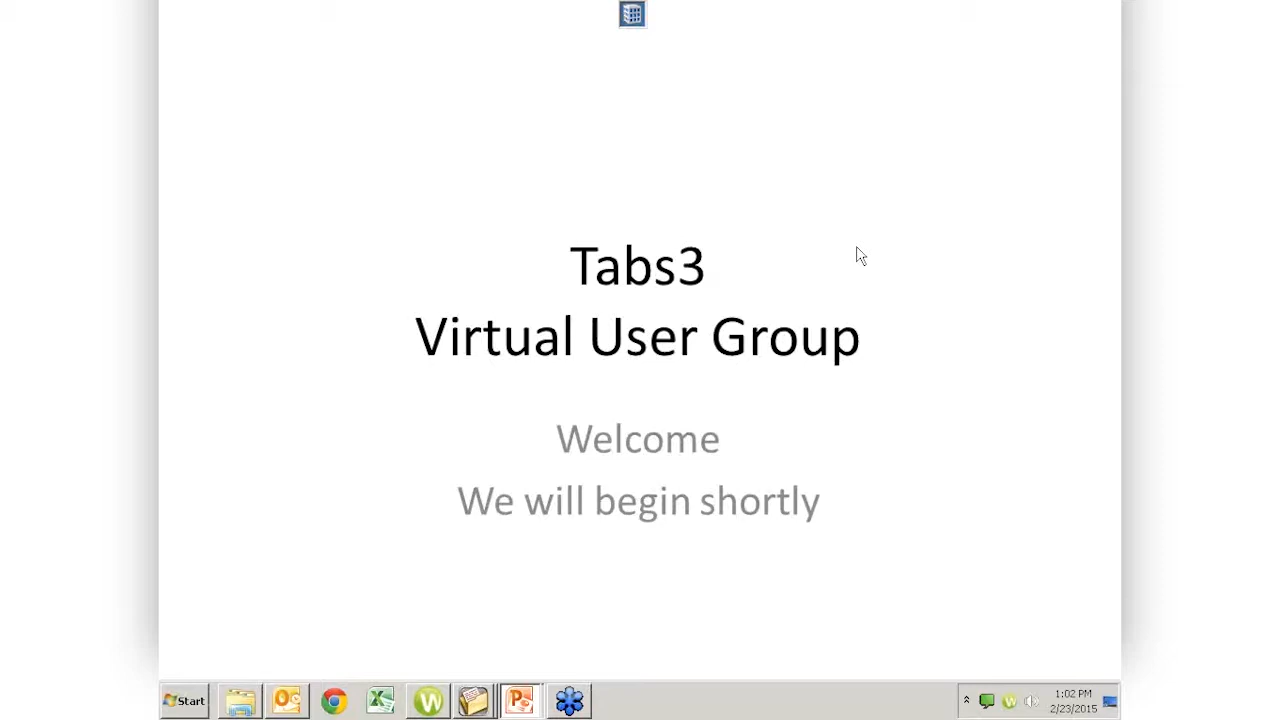 Tabs3
Virtual User Group
Welcome
We will begin shortly
Start
1:02 PM
2/23/2015